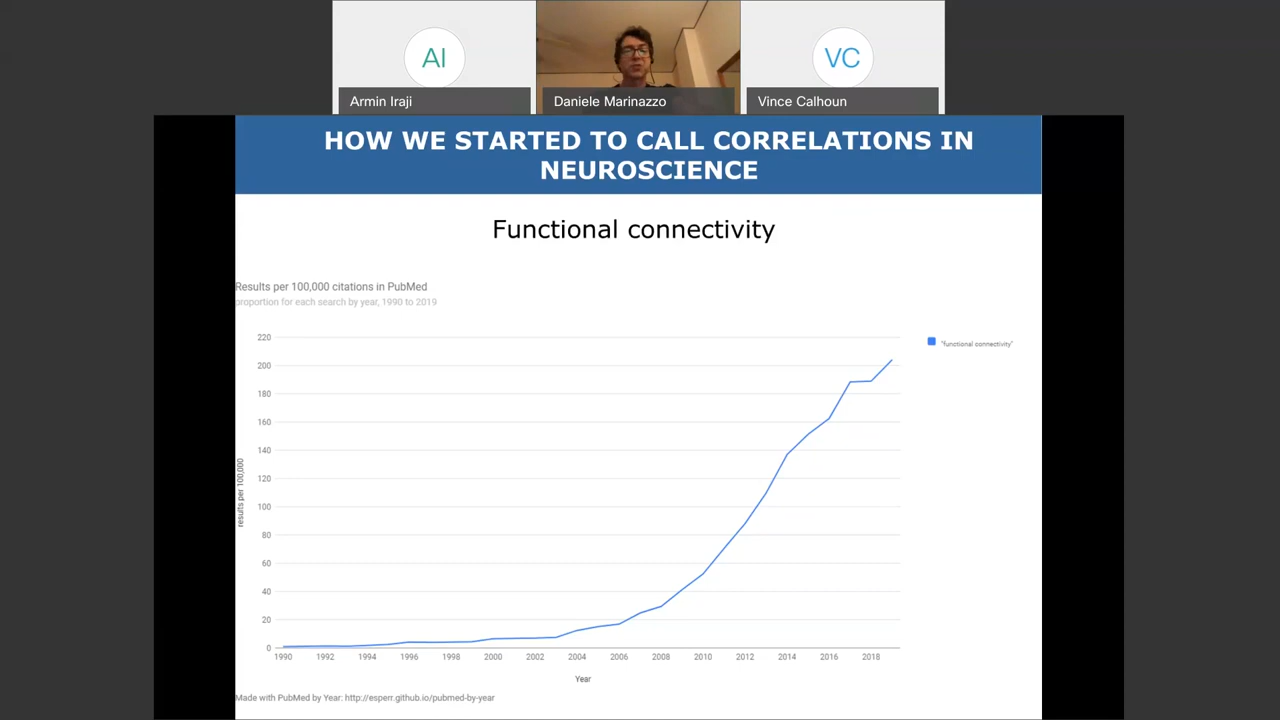 AI
VC
Armin Iraji
Daniele Marinazzo
Vince Calhoun
HOW WE STARTED TO CALL CORRELATIONS IN
NEUROSCIENCE
Functional connectivity
Results per 100,000 citations in PubMed
proportion for each search by year, 1990 to 2019
220
200
180
160
140
120
100
80
60
40
20
0
results per 100,000
"functional connectivity"
1990 1992 1994 1996 1998 2000 2002 2004 2006 2008 2010 2012 2014 2016 2018
Year
Made with PubMed by Year: http://esperr.github.io/pubmed-by-year